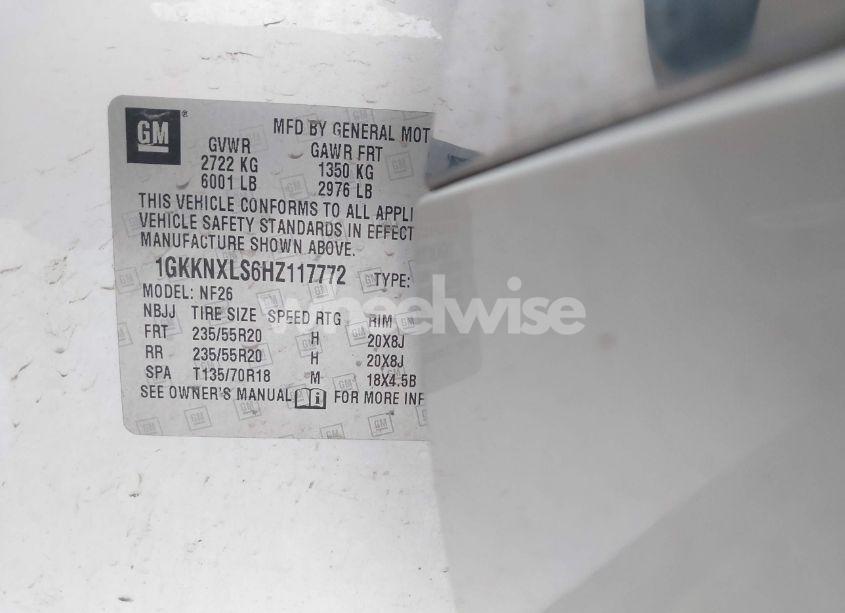 GM ®
MFD BY GENERAL MOT
GVWR GAWR FRT
2722 KG 1350 KG
6001 LB 2976 LB
THIS VEHICLE CONFORMS TO ALL APPLI
VEHICLE SAFETY STANDARDS IN EFFECT
MANUFACTURE SHOWN ABOVE.
1GKKNXLS6HZ117772 TYPE:
MODEL: NF26
NBJJ TIRE SIZE SPEED RTG RIM
FRT 235/55R20 H 20X8J
RR 235/55R20 H 20X8J
SPA T135/70R18 M 18X4.5B
SEE OWNER'S MANUAL FOR MORE INF
wheelwise